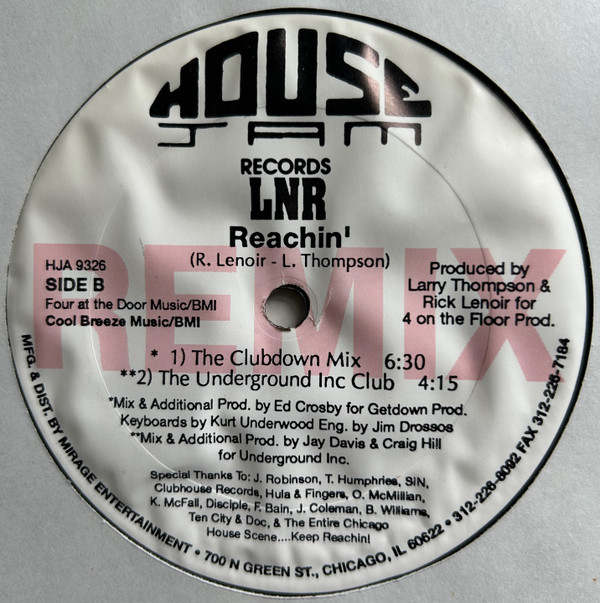 HOUSE
JAM
RECORDS
LNR
Reachin'
(R. Lenoir - L. Thompson)
REMIX
HJA 9326
SIDE B
Four at the Door Music/BMI
Cool Breeze Music/BMI
Produced by
Larry Thompson &
Rick Lenoir for
4 on the Floor Prod.
* 1) The Clubdown Mix 6:30
**2) The Underground Inc Club 4:15
*Mix & Additional Prod. by Ed Crosby for Getdown Prod.
Keyboards by Kurt Underwood Eng. by Jim Drossos
**Mix & Additional Prod. by Jay Davis & Craig Hill
for Underground Inc.
Special Thanks To: J. Robinson, T. Humphries, SIN,
Clubhouse Records, Hula & Fingers, O. McMillian,
K. McFall, Disciple, F. Bain, J. Coleman, B. Williams,
Ten City & Doc, & The Entire Chicago
House Scene....Keep Reachin!
MFG. & DIST. BY MIRAGE ENTERTAINMENT • 700 N GREEN ST., CHICAGO, IL 60622 • 312-226-8092 FAX 312-226-7184